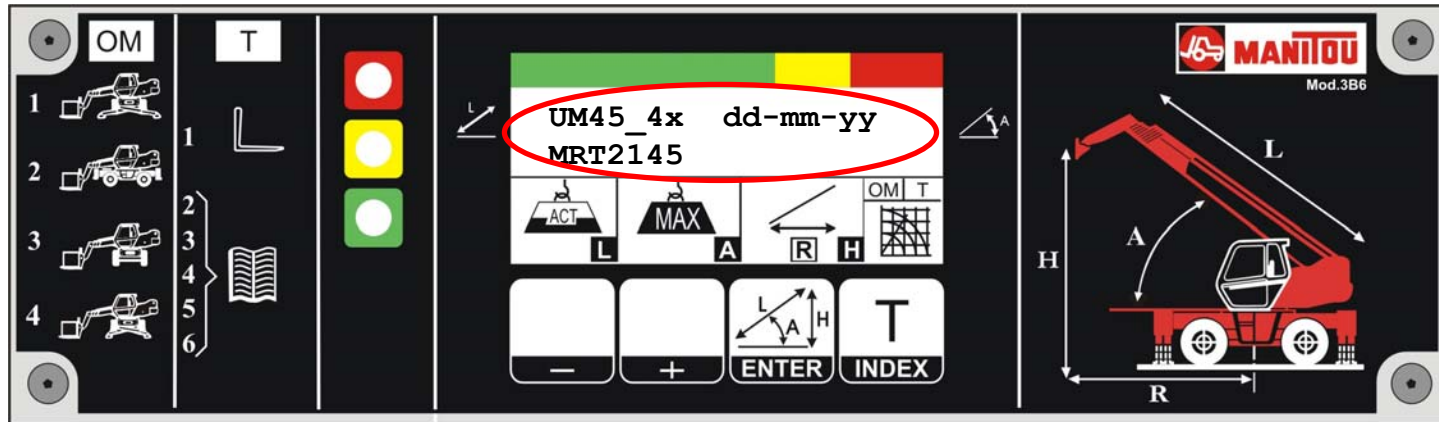 OM
1
2
3
4
T
1
2
3
4
5
6
L
UM45_4x dd-mm-yy
MRT2145
A
ACT
L
MAX
A
R H
OM T
L
A
H
−
+
ENTER
T
INDEX
MANITOU
Mod.3B6
L
A
H
R